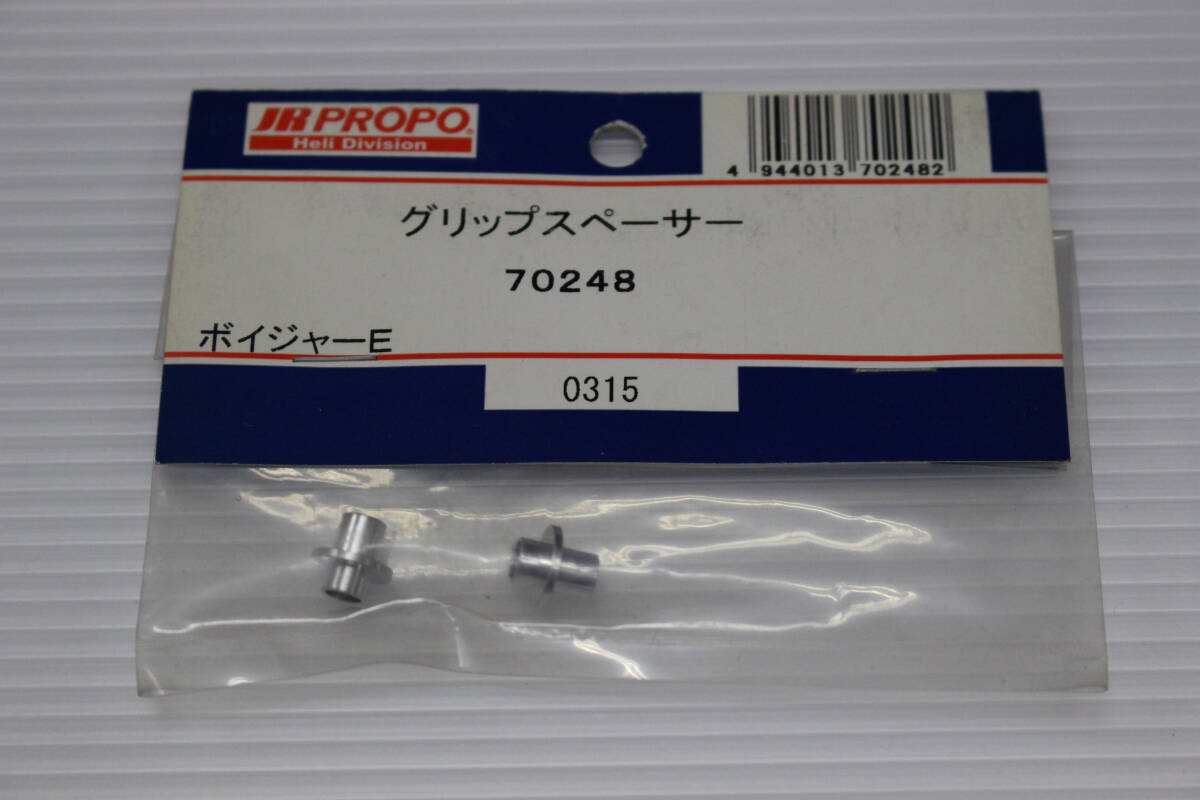 JR PROPO®
Heli Division
4 944013 702482
グリップスペーサー
70248
ボイジャーE
0315